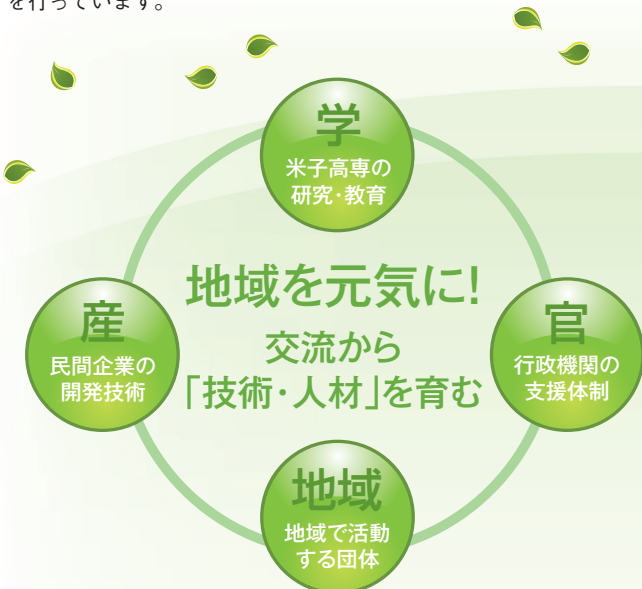 を行っています。
学
米子高専の
研究・教育
地域を元気に!
交流から
「技術・人材」を育む
産
民間企業の
開発技術
官
行政機関の
支援体制
地域
地域で活動
する団体